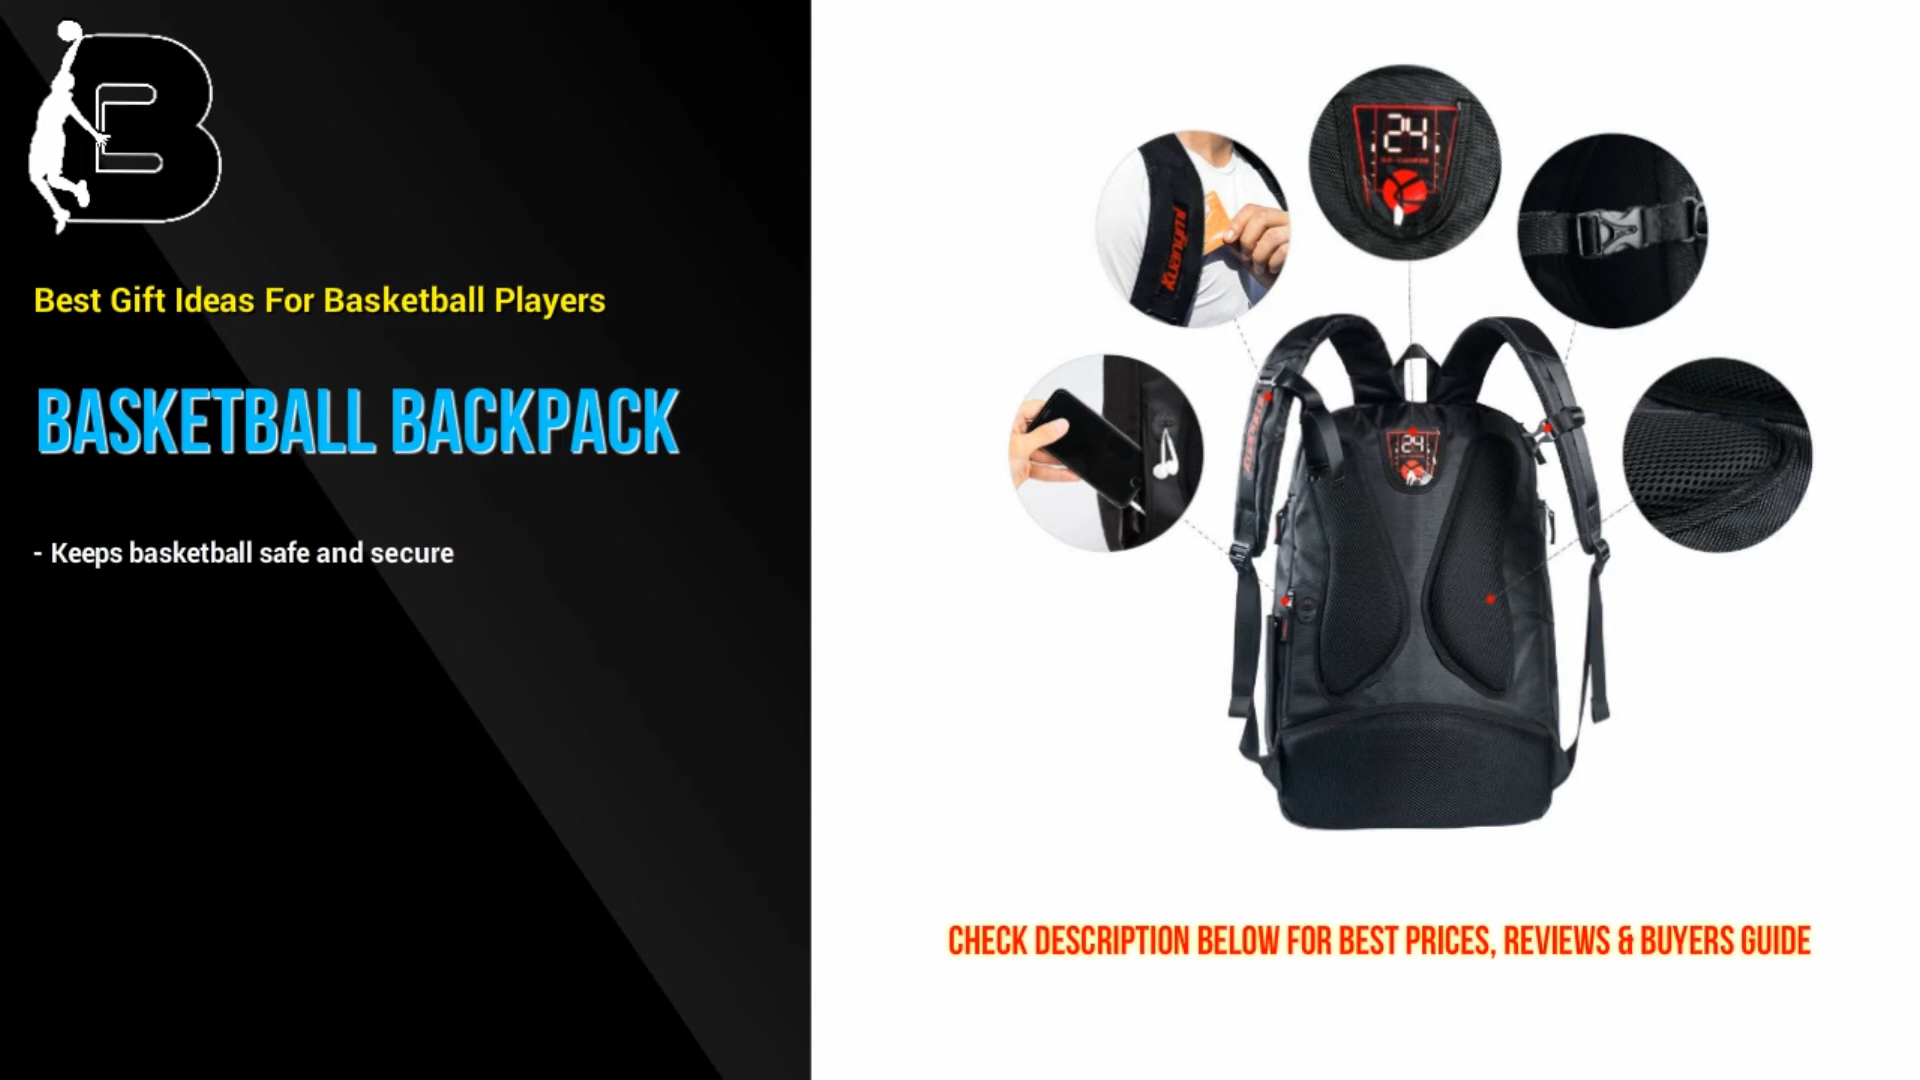 B
Best Gift Ideas For Basketball Players
BASKETBALL BACKPACK
- Keeps basketball safe and secure
24
Kuangmi
24
CHECK DESCRIPTION BELOW FOR BEST PRICES, REVIEWS & BUYERS GUIDE